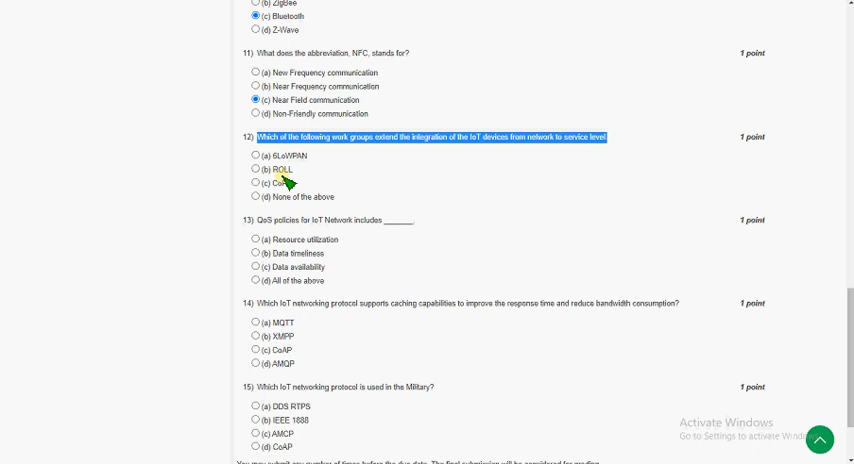 (b) ZigBee
(c) Bluetooth
(d) Z-Wave
11) What does the abbreviation, NFC, stands for? 1 point
(a) New Frequency communication
(b) Near Frequency communication
(c) Near Field communication
(d) Non-Friendly communication
12) Which of the following work groups extend the integration of the IoT devices from network to service level 1 point
(a) 6LoWPAN
(b) ROLL
(c)
(d) None of the above
13) QoS policies for IoT Network includes _______. 1 point
(a) Resource utilization
(b) Data timeliness
(c) Data availability
(d) All of the above
14) Which IoT networking protocol supports caching capabilities to improve the response time and reduce bandwidth consumption? 1 point
(a) MQTT
(b) XMPP
(c) CoAP
(d) AMQP
15) Which IoT networking protocol is used in the Military? 1 point
(a) DDS RTPS
(b) IEEE 1888
(c) AMCP
(d) CoAP
Activate Windows
Go to Settings to activate Windows
You may submit any number of times before the due date. The final submission will be considered for grading